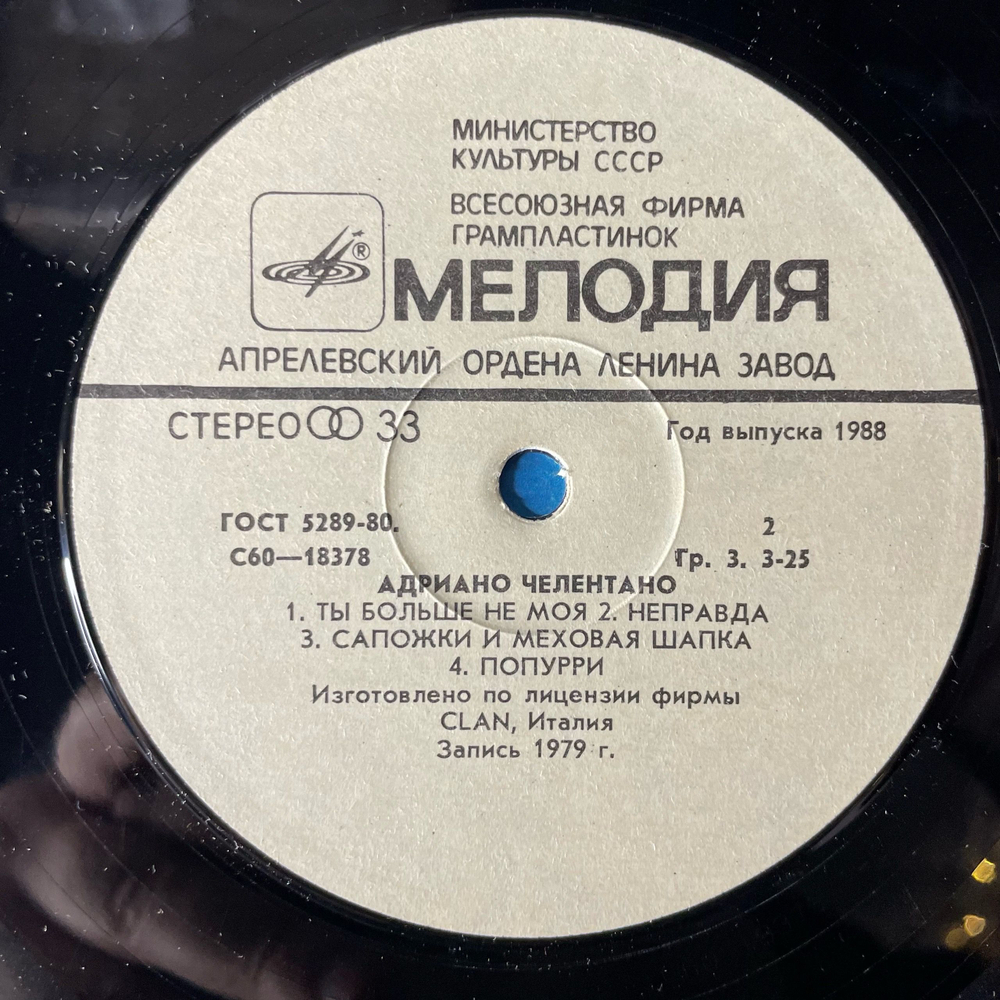 МИНИСТЕРСТВО
КУЛЬТУРЫ СССР
ВСЕСОЮЗНАЯ ФИРМА
ГРАМПЛАСТИНОК
®
МЕЛОДИЯ
АПРЕЛЕВСКИЙ ОРДЕНА ЛЕНИНА ЗАВОД
СТЕРЕО 33 Год выпуска 1988
ГОСТ 5289-80. 2
С60—18378 Гр. 3. 3-25
АДРИАНО ЧЕЛЕНТАНО
1. ТЫ БОЛЬШЕ НЕ МОЯ 2. НЕПРАВДА
3. САПОЖКИ И МЕХОВАЯ ШАПКА
4. ПОПУРРИ
Изготовлено по лицензии фирмы
CLAN, Италия
Запись 1979 г.